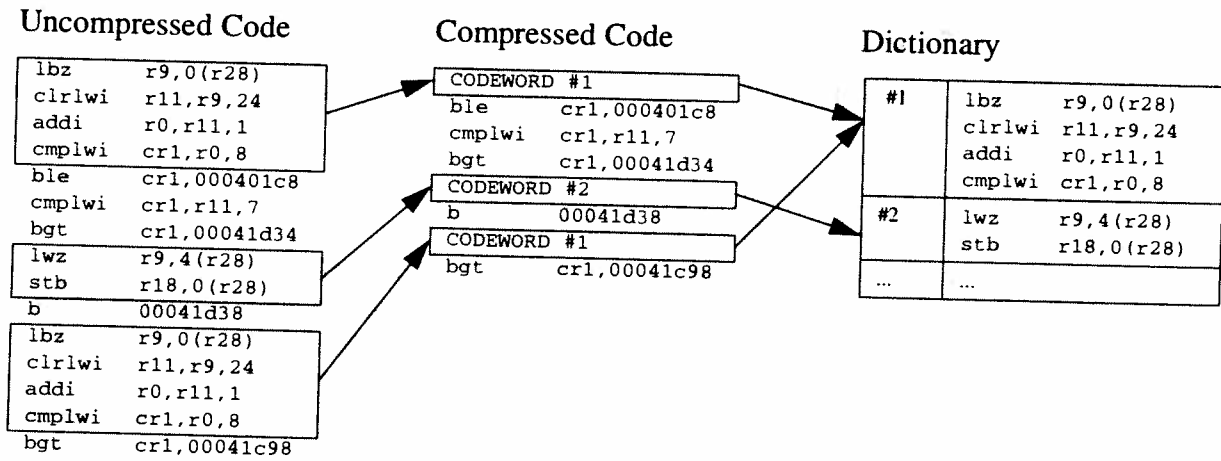 Uncompressed Code
lbz r9,0(r28)
clrlwi r11,r9,24
addi r0,r11,1
cmplwi cr1,r0,8
ble cr1,000401c8
cmplwi cr1,r11,7
bgt cr1,00041d34
lwz r9,4(r28)
stb r18,0(r28)
b 00041d38
lbz r9,0(r28)
clrlwi r11,r9,24
addi r0,r11,1
cmplwi cr1,r0,8
bgt cr1,00041c98
Compressed Code
CODEWORD #1
ble cr1,000401c8
cmplwi cr1,r11,7
bgt cr1,00041d34
CODEWORD #2
b 00041d38
CODEWORD #1
bgt cr1,00041c98
Dictionary
#1 lbz r9,0(r28)
clrlwi r11,r9,24
addi r0,r11,1
cmplwi cr1,r0,8
#2 lwz r9,4(r28)
stb r18,0(r28)
... ...